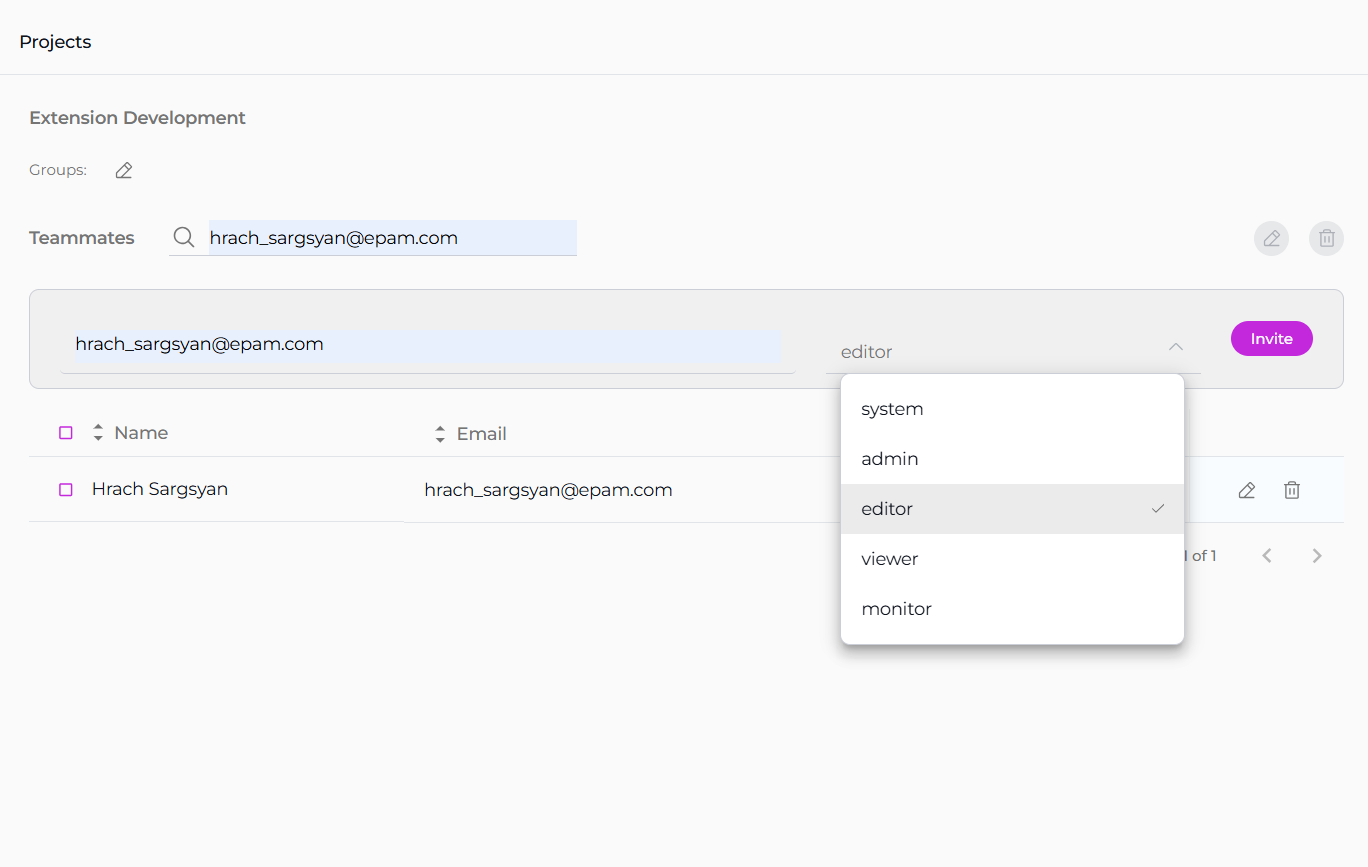 Projects
Extension Development
Groups:
Teammates hrach_sargsyan@epam.com
hrach_sargsyan@epam.com editor Invite
system
Name Email
admin
Hrach Sargsyan hrach_sargsyan@epam.com
editor
viewer
of 1
monitor